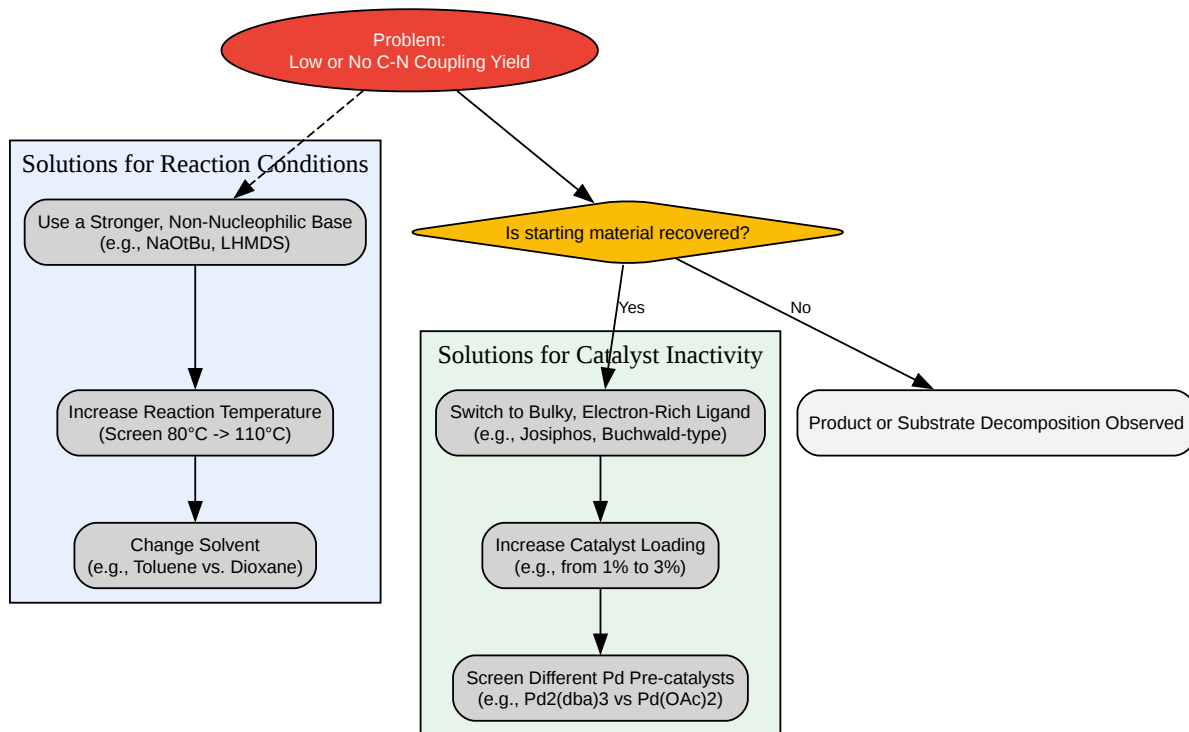 Problem:
Low or No C-N Coupling Yield
Solutions for Reaction Conditions
Use a Stronger, Non-Nucleophilic Base
(e.g., NaOtBu, LHMDS)
Increase Reaction Temperature
(Screen 80°C -> 110°C)
Change Solvent
(e.g., Toluene vs. Dioxane)
Is starting material recovered?
Yes
No
Solutions for Catalyst Inactivity
Switch to Bulky, Electron-Rich Ligand
(e.g., Josiphos, Buchwald-type)
Increase Catalyst Loading
(e.g., from 1% to 3%)
Screen Different Pd Pre-catalysts
(e.g., Pd2(dba)3 vs Pd(OAc)2)
Product or Substrate Decomposition Observed